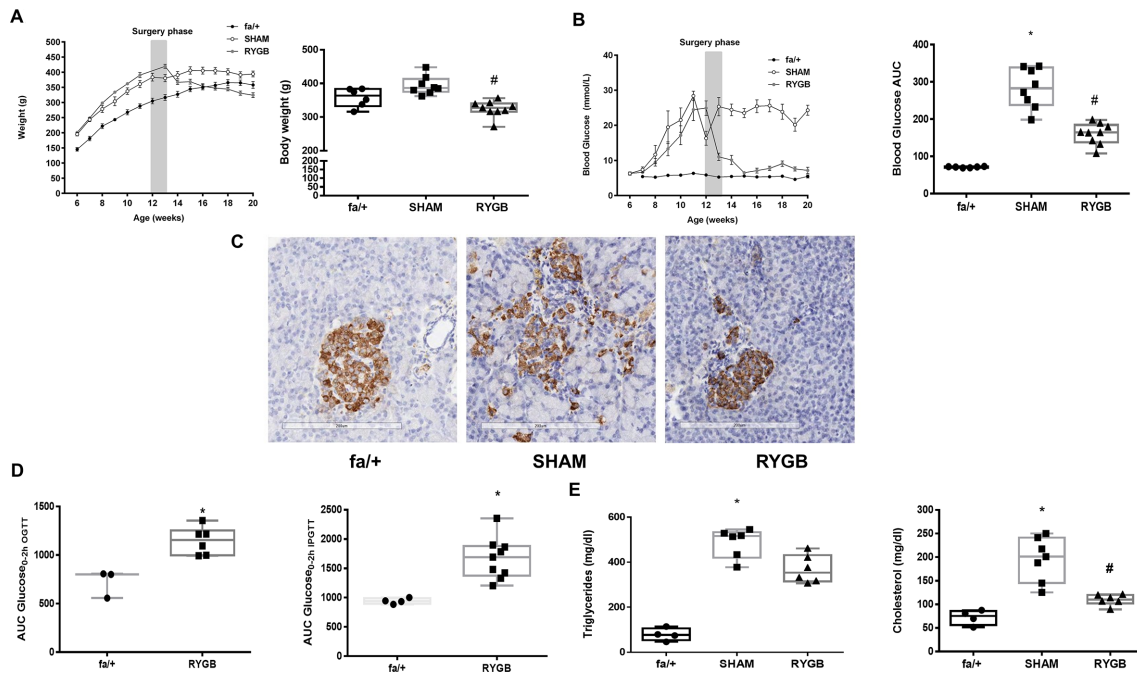 A
Surgery phase
fa/+
SHAM
RYGB
Weight (g)
500
450
400
350
300
250
200
150
100
50
0
6 8 10 12 14 16 18 20
Age (weeks)
Body weight (g)
500
400
300
200
150
100
50
0
#
fa/+ SHAM RYGB
B
Surgery phase
fa/+
SHAM
RYGB
Blood Glucose (mmol/L)
40
30
20
10
0
6 8 10 12 14 16 18 20
Age (weeks)
Blood Glucose AUC
400
300
200
100
0
*
#
fa/+ SHAM RYGB
C
200µm
200µm
200µm
fa/+ SHAM RYGB
D
AUC Glucose0-2h OGTT
1500
1000
500
0
*
fa/+ RYGB
AUC Glucose0-2h IPGTT
2500
2000
1500
1000
500
0
*
fa/+ RYGB
E
Triglycerides (mg/dl)
600
400
200
0
*
fa/+ SHAM RYGB
Cholesterol (mg/dl)
300
250
200
150
100
50
0
*
#
fa/+ SHAM RYGB